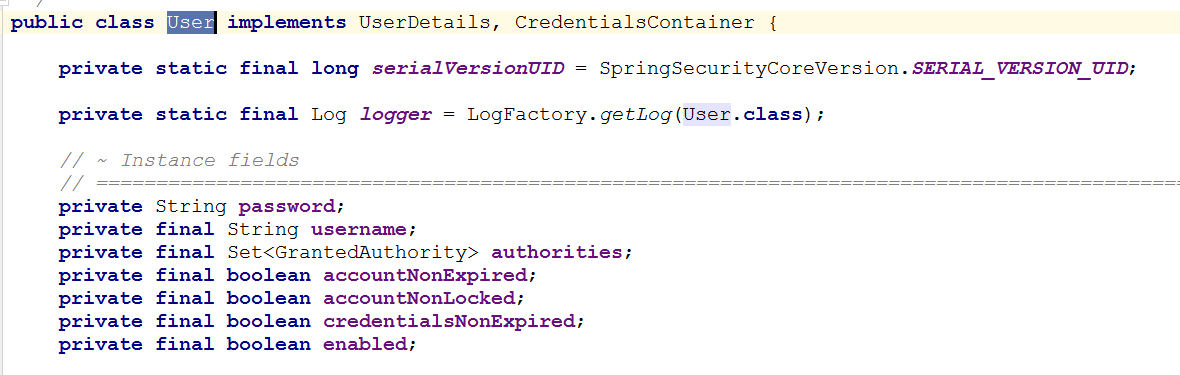 public class User implements UserDetails, CredentialsContainer {
private static final long serialVersionUID = SpringSecurityCoreVersion.SERIAL_VERSION_UID;
private static final Log logger = LogFactory.getLog(User.class);
// ~ Instance fields
// ==========================================================================================
private String password;
private final String username;
private final Set<GrantedAuthority> authorities;
private final boolean accountNonExpired;
private final boolean accountNonLocked;
private final boolean credentialsNonExpired;
private final boolean enabled;